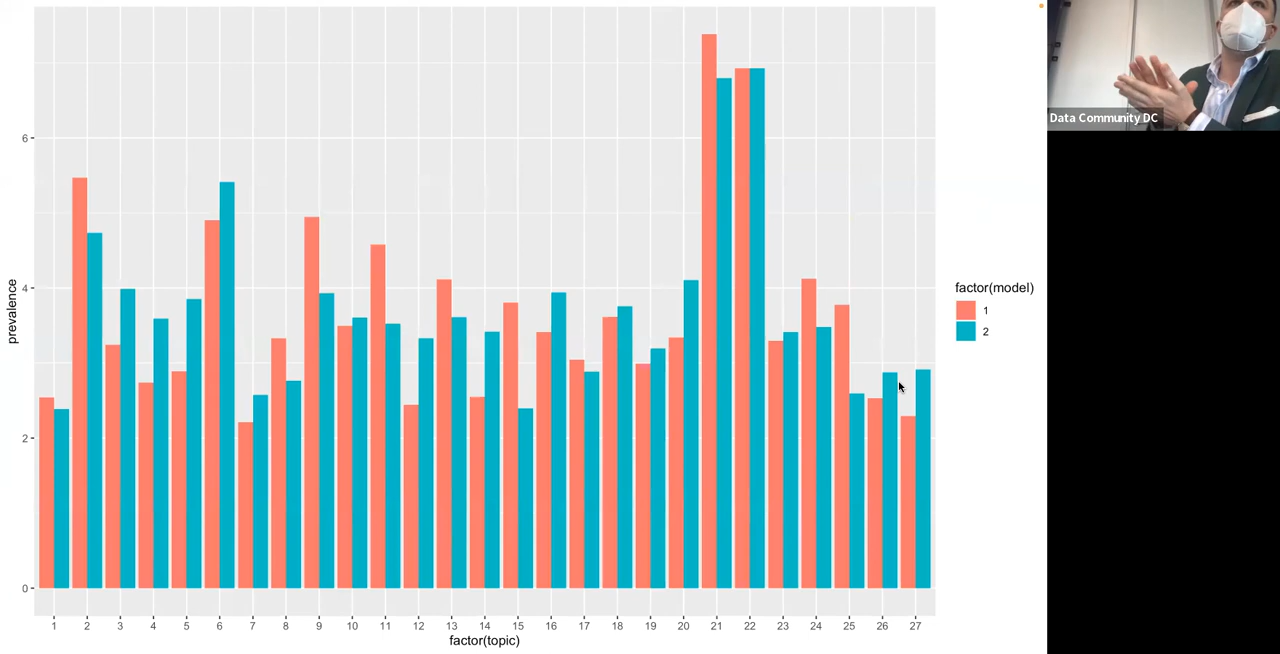 prevalence
6
4
2
0
1 2 3 4 5 6 7 8 9 10 11 12 13 14 15 16 17 18 19 20 21 22 23 24 25 26 27
factor(topic)
factor(model)
1
2
Data Community DC